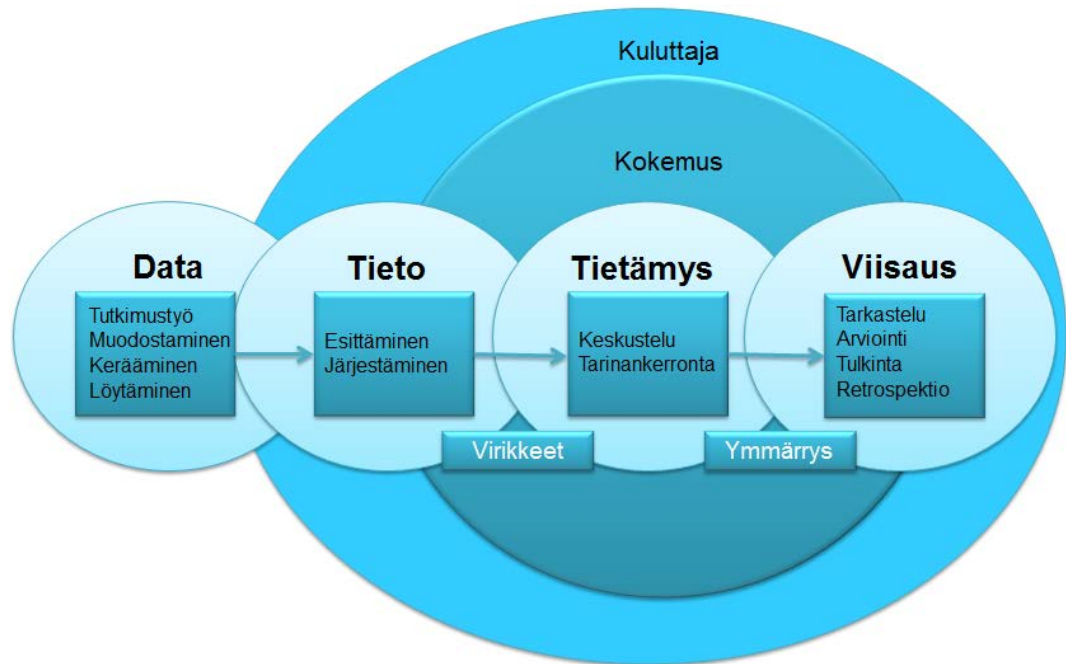 Kuluttaja
Kokemus
Data
Tutkimustyö
Muodostaminen
Kerääminen
Löytäminen
Tieto
Esittäminen
Järjestäminen
Tietämys
Keskustelu
Tarinankerronta
Viisaus
Tarkastelu
Arviointi
Tulkinta
Retrospektio
Virikkeet
Ymmärrys